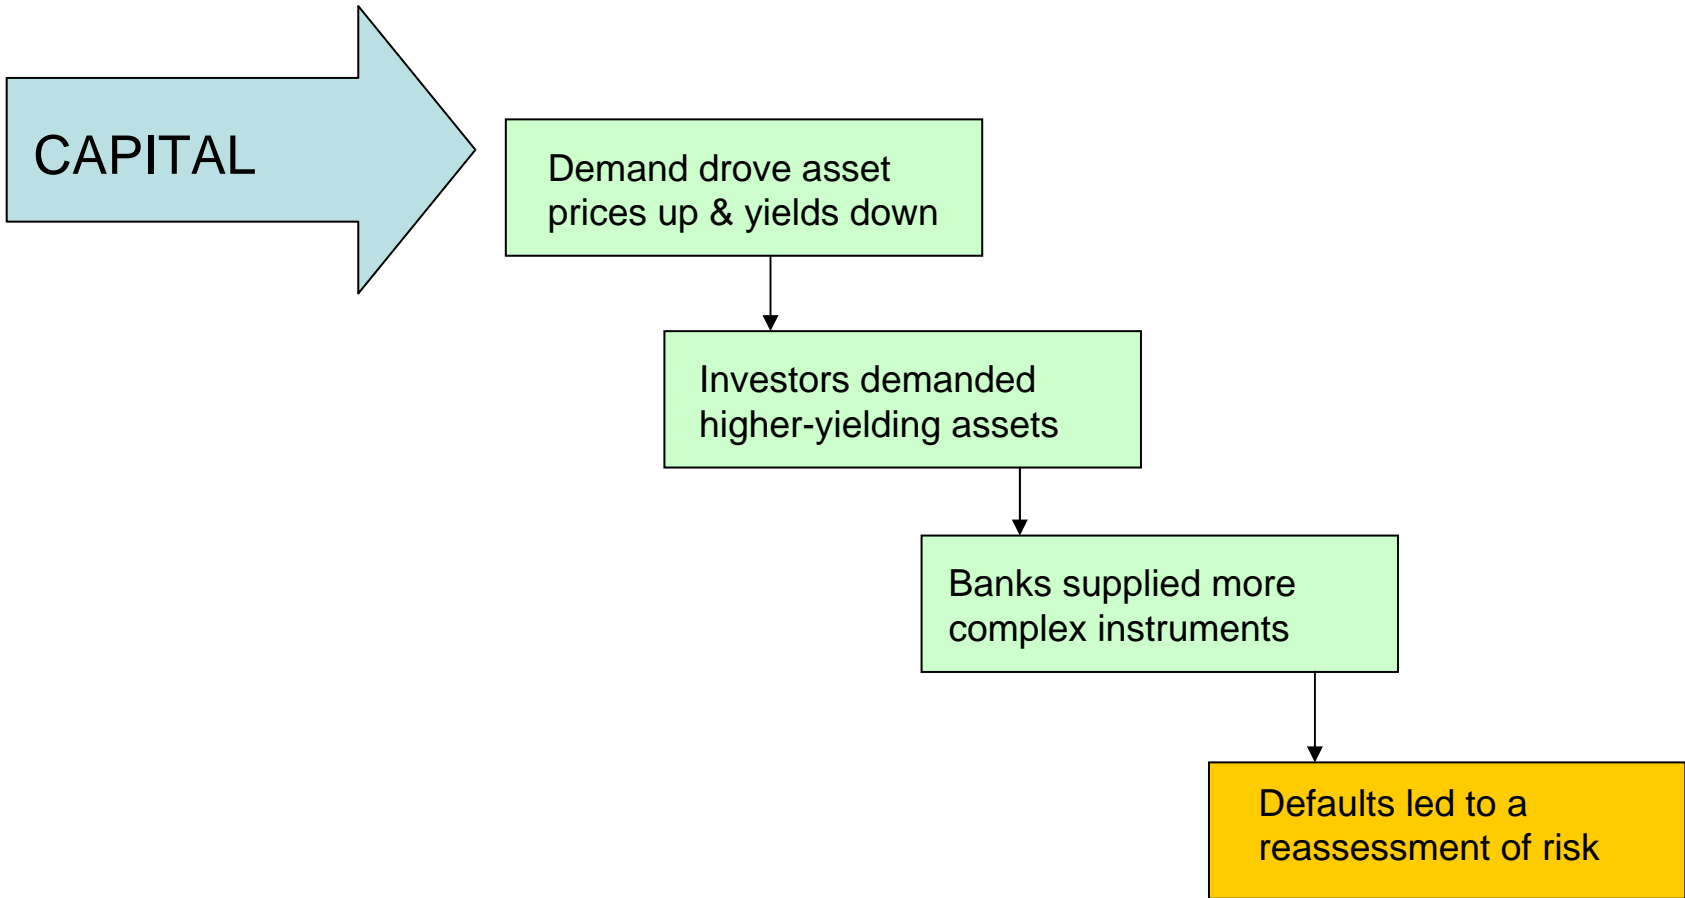 CAPITAL
Demand drove asset
prices up & yields down
Investors demanded
higher-yielding assets
Banks supplied more
complex instruments
Defaults led to a
reassessment of risk